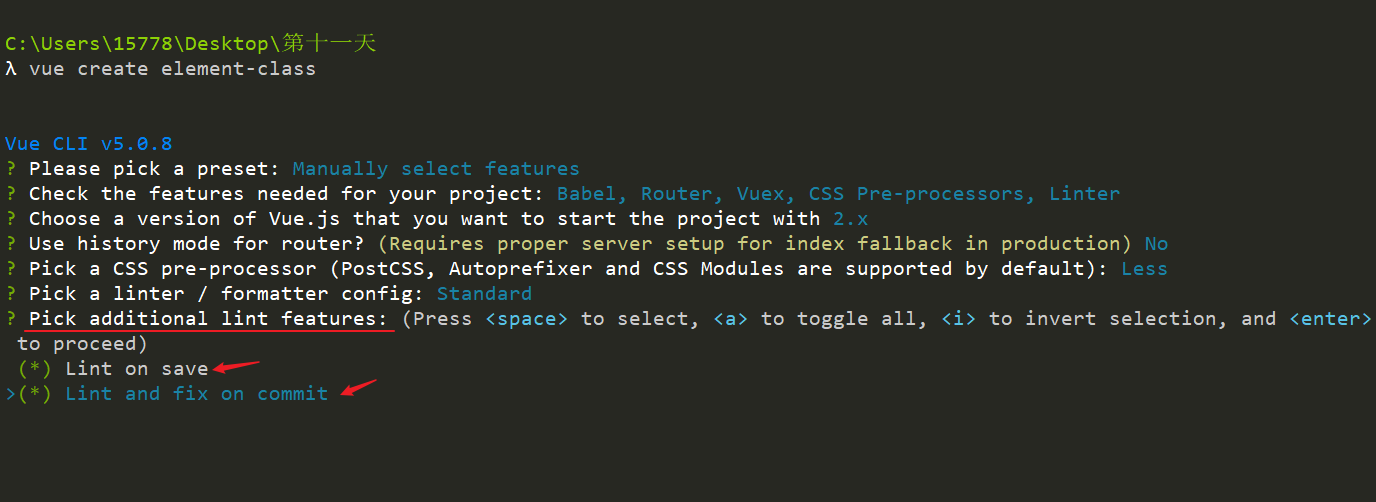 C:\Users\15778\Desktop\第十一天
λ vue create element-class
Vue CLI v5.0.8
? Please pick a preset: Manually select features
? Check the features needed for your project: Babel, Router, Vuex, CSS Pre-processors, Linter
? Choose a version of Vue.js that you want to start the project with 2.x
? Use history mode for router? (Requires proper server setup for index fallback in production) No
? Pick a CSS pre-processor (PostCSS, Autoprefixer and CSS Modules are supported by default): Less
? Pick a linter / formatter config: Standard
? Pick additional lint features: (Press <space> to select, <a> to toggle all, <i> to invert selection, and <enter>
to proceed)
(*) Lint on save
>(*) Lint and fix on commit